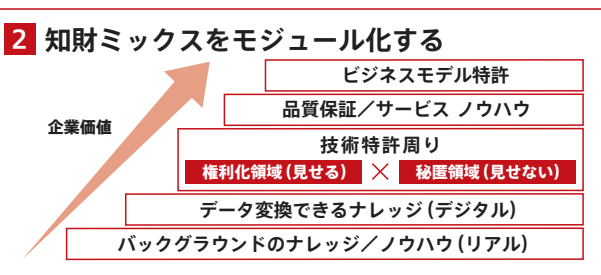 2 知財ミックスをモジュール化する
ビジネスモデル特許
品質保証／サービス ノウハウ
企業価値
技術特許周り
権利化領域（見せる） × 秘匿領域（見せない）
データ変換できるナレッジ（デジタル）
バックグラウンドのナレッジ／ノウハウ（リアル）